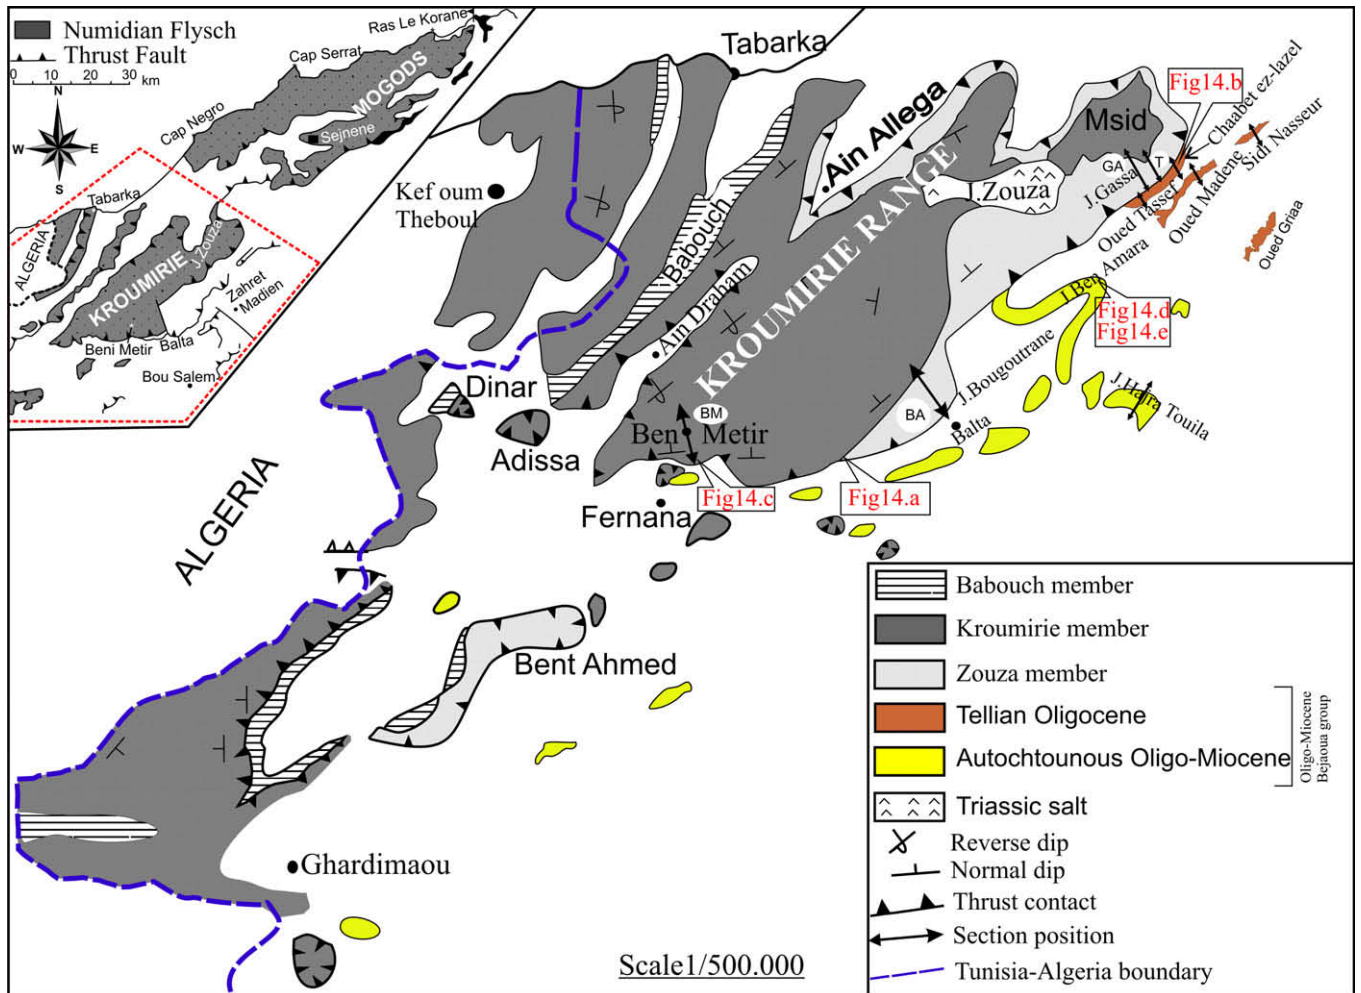 Numidian Flysch
Thrust Fault
0 10 20 30 km
N
W E
S
Ras Le Korane
Cap Serrat
MOGODS
Cap Negro
Sejnene
Tabarka
ALGERIA
J.Zouza
KROUMIRIE
Zahret
Madien
Beni Metir
Balta
Bou Salem
Tabarka
Kef oum
Theboul
Babouch
Ain Draham
Ain Allega
KROUMIRIE RANGE
Msid
J.Zouza
Fig14.b
Chaabet ez-lazel
Sidi Nasseur
GA
T
J.Gassa
Oued Tassef
Oued Madene
Oued Griaa
J.Ben Amara
Fig14.d
Fig14.e
J.Bougoutrane
J.Hafra Touila
Balta
BA
BM
Ben Metir
Dinar
Adissa
Fig14.c
Fig14.a
Fernana
ALGERIA
Bent Ahmed
Ghardimaou
Scale1/500.000
Babouch member
Kroumirie member
Zouza member
Tellian Oligocene
Autochtounous Oligo-Miocene
Oligo-Miocene
Bejaoua group
Triassic salt
Reverse dip
Normal dip
Thrust contact
Section position
Tunisia-Algeria boundary